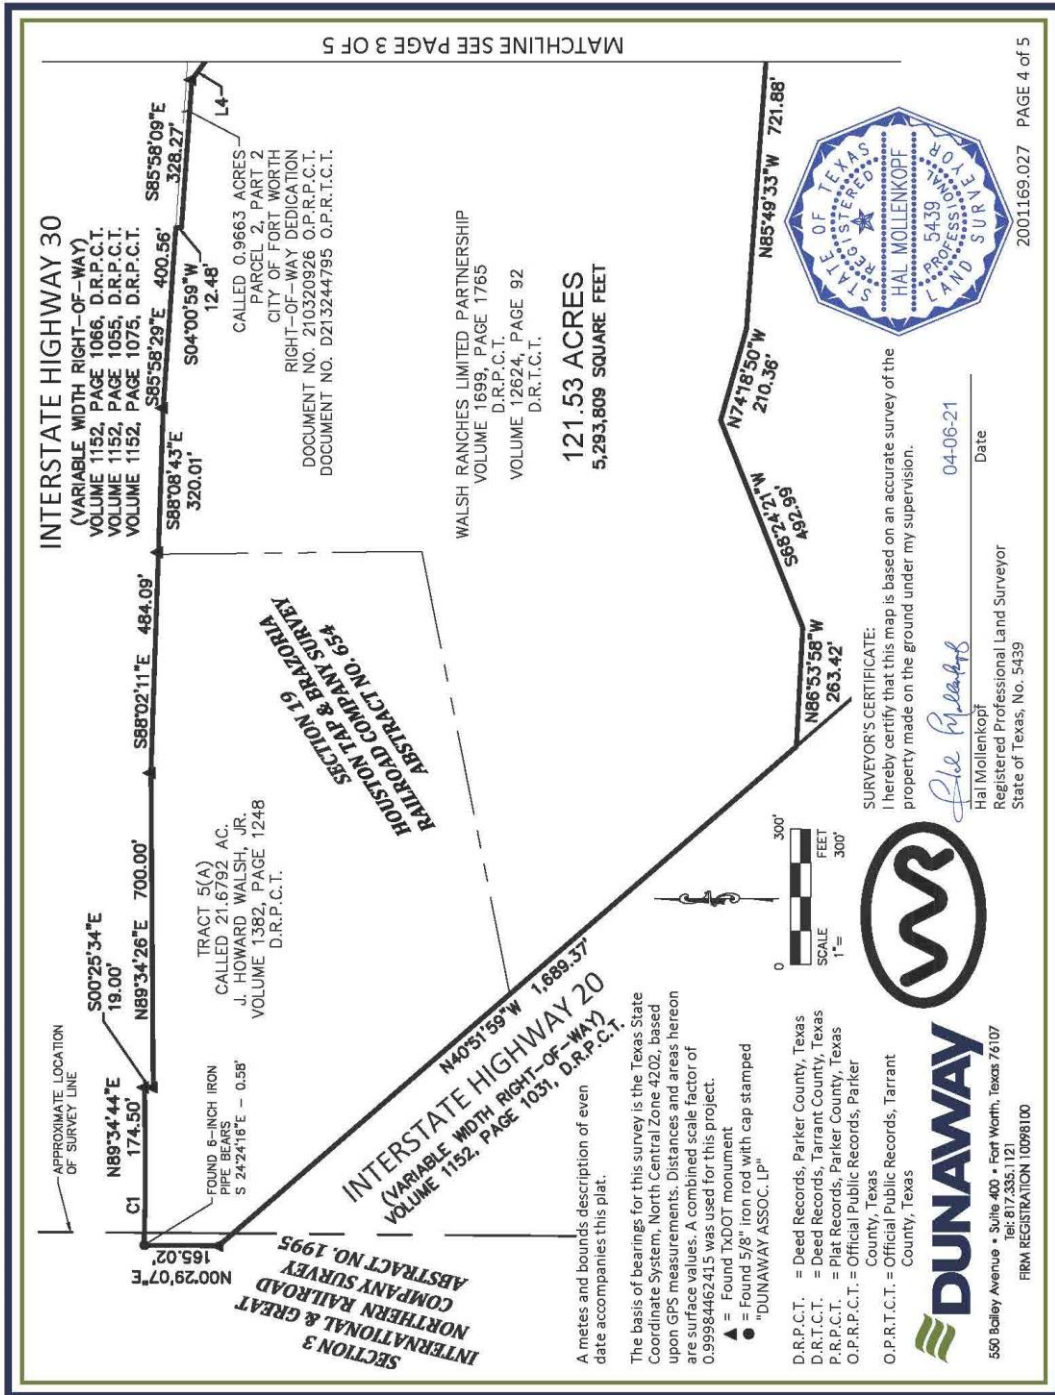 MATCHLINE SEE PAGE 3 OF 5
INTERSTATE HIGHWAY 30
(VARIABLE WIDTH RIGHT-OF-WAY)
VOLUME 1152, PAGE 1066, D.R.P.C.T.
VOLUME 1152, PAGE 1055, D.R.P.C.T.
VOLUME 1152, PAGE 1075, D.R.P.C.T.
APPROXIMATE LOCATION
OF SURVEY LINE
C1
N89°34'44"E
174.50'
S00°25'34"E
19.00'
N89°34'26"E 700.00'
S88°02'11"E 484.09'
S88°08'43"E
320.01'
S85°58'29"E 400.56'
S04°00'59"W
12.48'
S85°58'09"E
328.27'
L4
CALLED 0.9663 ACRES
PARCEL 2, PART 2
CITY OF FORT WORTH
RIGHT-OF-WAY DEDICATION
DOCUMENT NO. 210320926 O.P.R.P.C.T.
DOCUMENT NO. D213244795 O.P.R.T.C.T.
FOUND 6-INCH IRON
PIPE BEARS
S 24°24'16"E - 0.58'
N00°29'07"E
165.02'
TRACT 5(A)
CALLED 21.6792 AC.
J. HOWARD WALSH, JR.
VOLUME 1382, PAGE 1248
D.R.P.C.T.
SECTION 19
HOUSTON TAP & BRAZORIA
RAILROAD COMPANY SURVEY
ABSTRACT NO. 654
WALSH RANCHES LIMITED PARTNERSHIP
VOLUME 1699, PAGE 1765
D.R.P.C.T.
VOLUME 12624, PAGE 92
D.R.T.C.T.
121.53 ACRES
5,293,809 SQUARE FEET
SECTION 3
INTERNATIONAL & GREAT
NORTHERN RAILROAD
COMPANY SURVEY
ABSTRACT NO. 1995
N40°51'59"W 1,689.37'
INTERSTATE HIGHWAY 20
(VARIABLE WIDTH RIGHT-OF-WAY)
VOLUME 1152, PAGE 1031, D.R.P.C.T.
N86°53'58"W
263.42'
S68°24'21"W
492.99'
N74°18'50"W
210.36'
N85°49'33"W 721.88'
A metes and bounds description of even
date accompanies this plat.
The basis of bearings for this survey is the Texas State
Coordinate System, North Central Zone 4202, based
upon GPS measurements. Distances and areas hereon
are surface values. A combined scale factor of
0.99984462415 was used for this project.
▲ = Found TxDOT monument
● = Found 5/8" iron rod with cap stamped
"DUNAWAY ASSOC. LP"
D.R.P.C.T. = Deed Records, Parker County, Texas
D.R.T.C.T. = Deed Records, Tarrant County, Texas
P.R.P.C.T. = Plat Records, Parker County, Texas
O.P.R.P.C.T. = Official Public Records, Parker
County, Texas
O.P.R.T.C.T. = Official Public Records, Tarrant
County, Texas
0 300'
SCALE FEET
1"= 300'
SURVEYOR'S CERTIFICATE:
I hereby certify that this map is based on an accurate survey of the
property made on the ground under my supervision.
04-06-21
Hal Mollenkopf Date
Registered Professional Land Surveyor
State of Texas, No. 5439
STATE OF TEXAS
REGISTERED
HAL MOLLENKOPF
5439
PROFESSIONAL
LAND SURVEYOR
DUNAWAY
550 Bailey Avenue • Suite 400 • Fort Worth, Texas 76107
Tel: 817.335.1121
FIRM REGISTRATION 10098100
2001169.027 PAGE 4 of 5